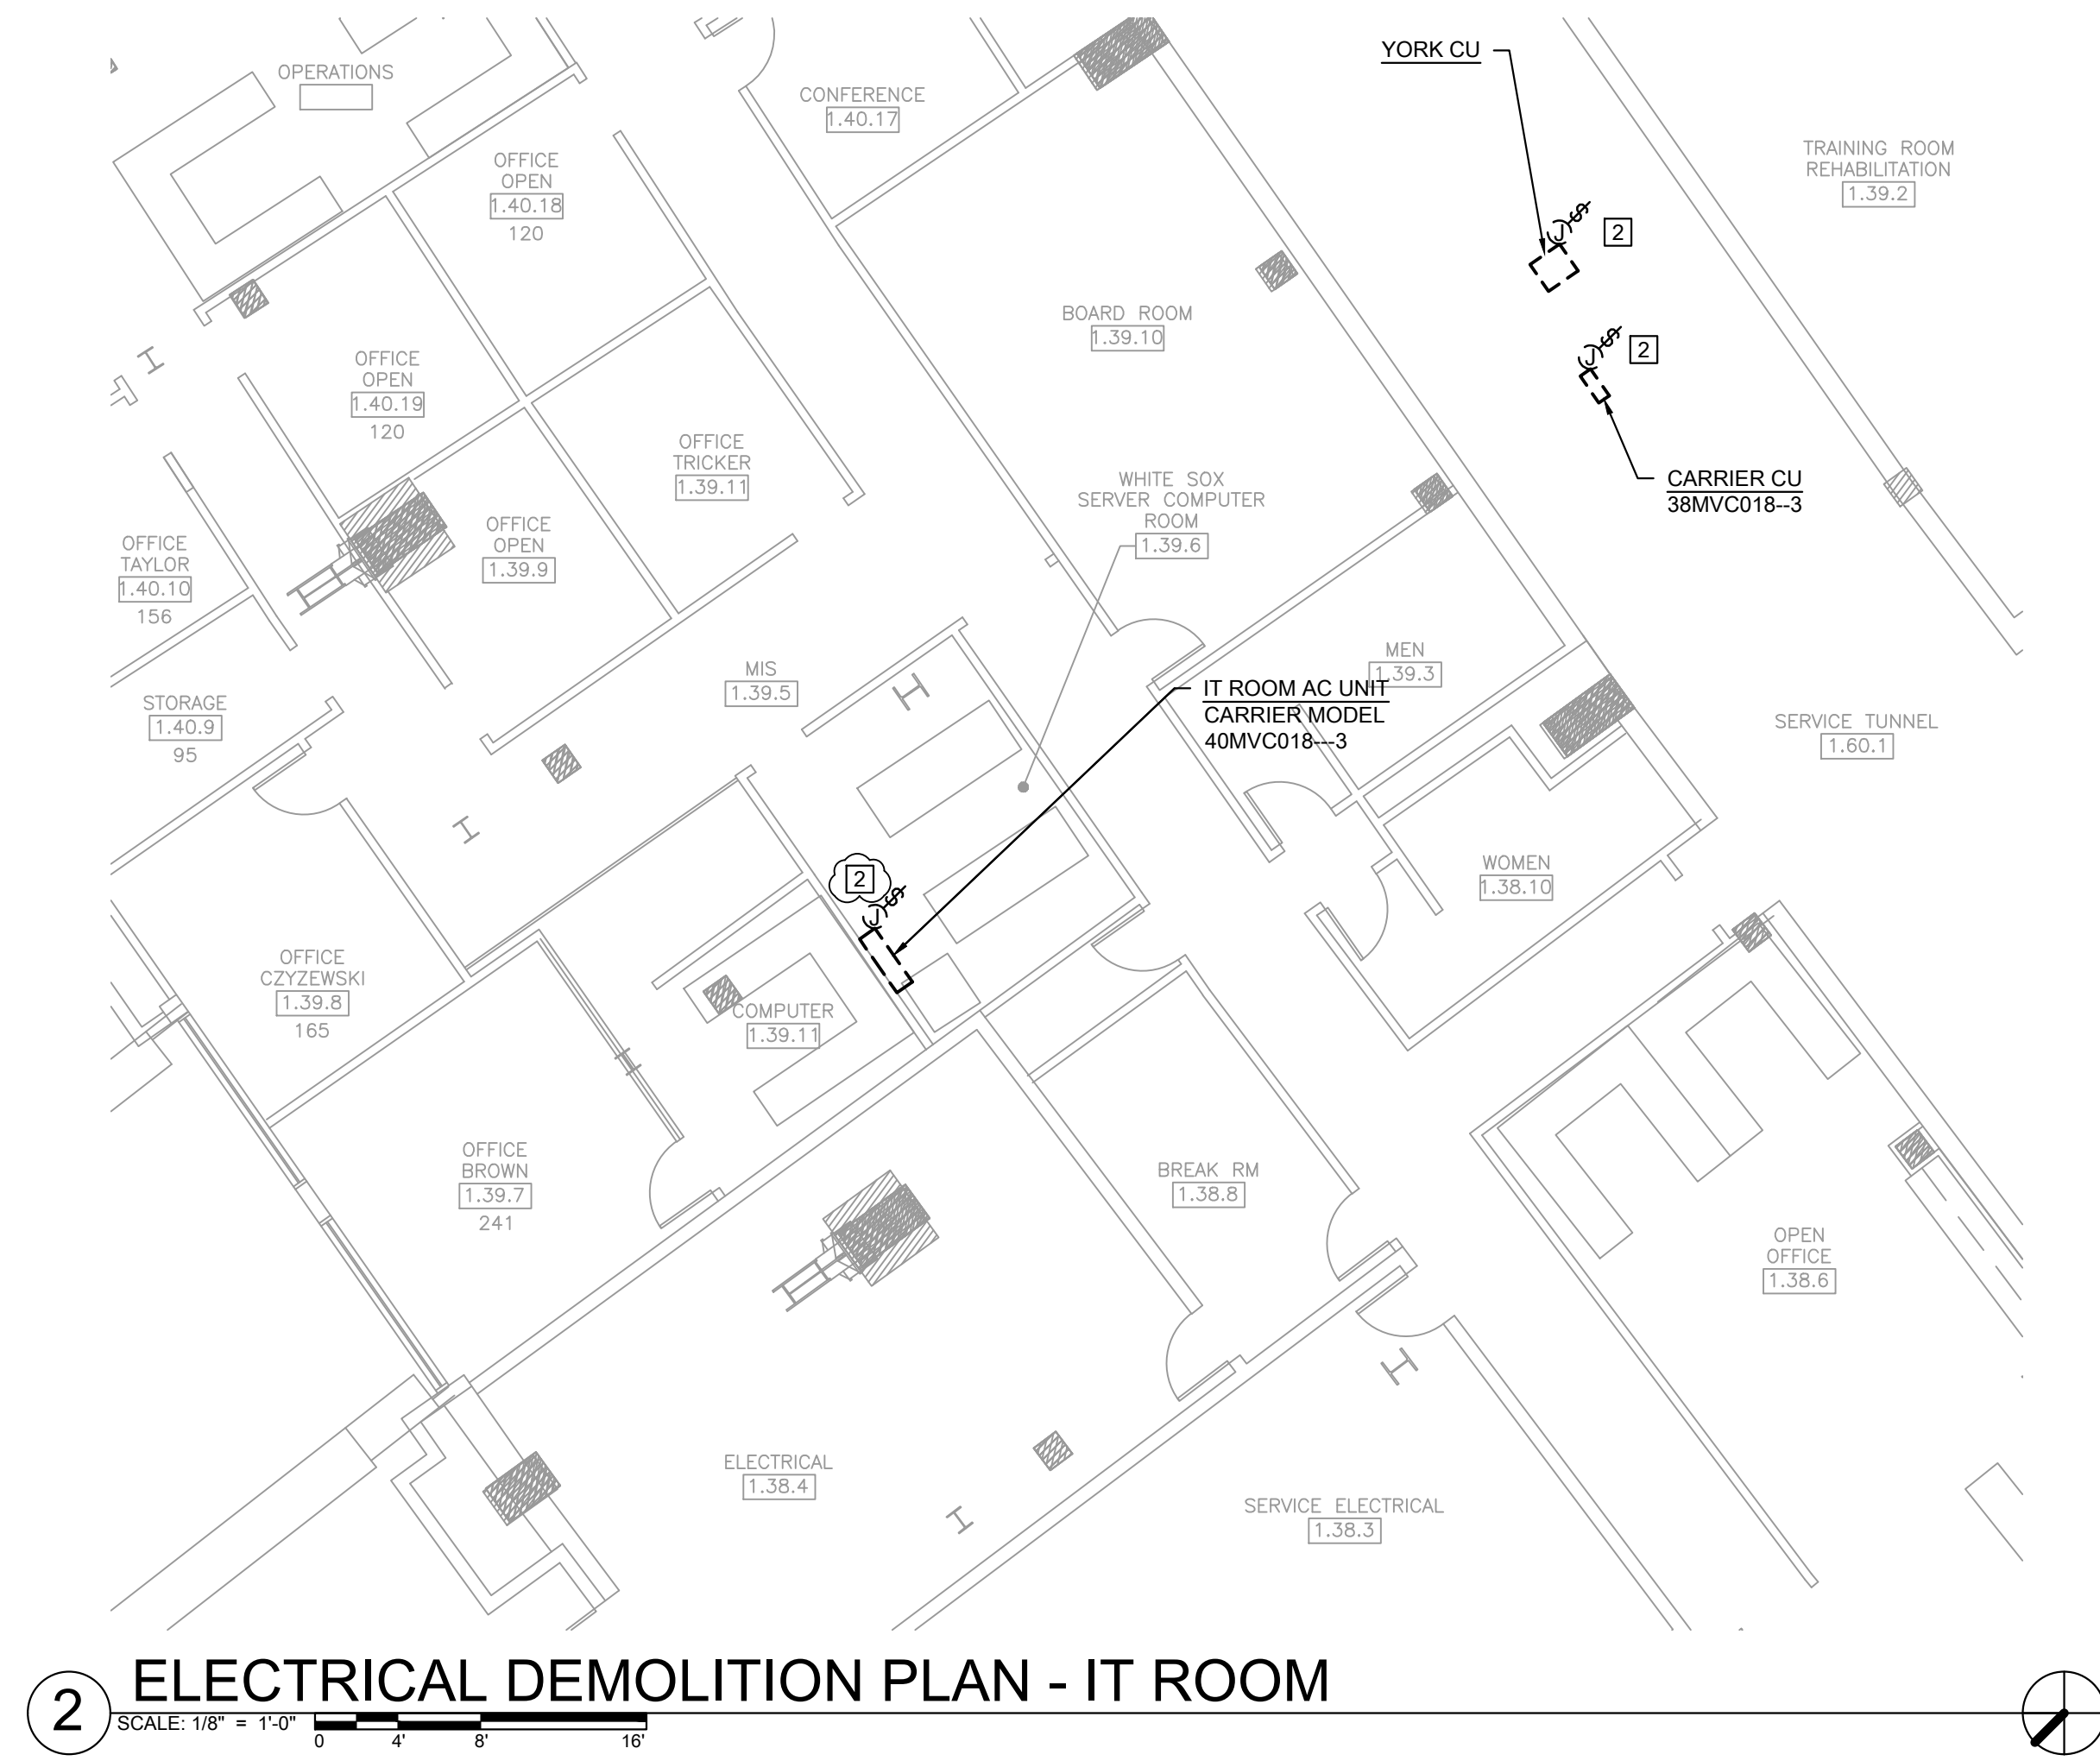 YORK CU
OPERATIONS
CONFERENCE
1.40.17
OFFICE
OPEN
1.40.18
120
TRAINING ROOM
REHABILITATION
1.39.2
J
$
2
BOARD ROOM
1.39.10
OFFICE
OPEN
1.40.19
120
J
$
2
OFFICE
TRICKER
1.39.11
CARRIER CU
38MVC018--3
WHITE SOX
SERVER COMPUTER
ROOM
1.39.6
OFFICE
OPEN
1.39.9
OFFICE
TAYLOR
1.40.10
156
MIS
1.39.5
MEN
1.39.3
IT ROOM AC UNIT
CARRIER MODEL
40MVC018---3
STORAGE
1.40.9
95
SERVICE TUNNEL
1.60.1
2
J
$
WOMEN
1.38.10
OFFICE
CZYZEWSKI
1.39.8
165
COMPUTER
1.39.11
OFFICE
BROWN
1.39.7
241
BREAK RM
1.38.8
OPEN
OFFICE
1.38.6
ELECTRICAL
1.38.4
SERVICE ELECTRICAL
1.38.3
2
ELECTRICAL DEMOLITION PLAN - IT ROOM
SCALE: 1/8" = 1'-0"
0 4' 8' 16'